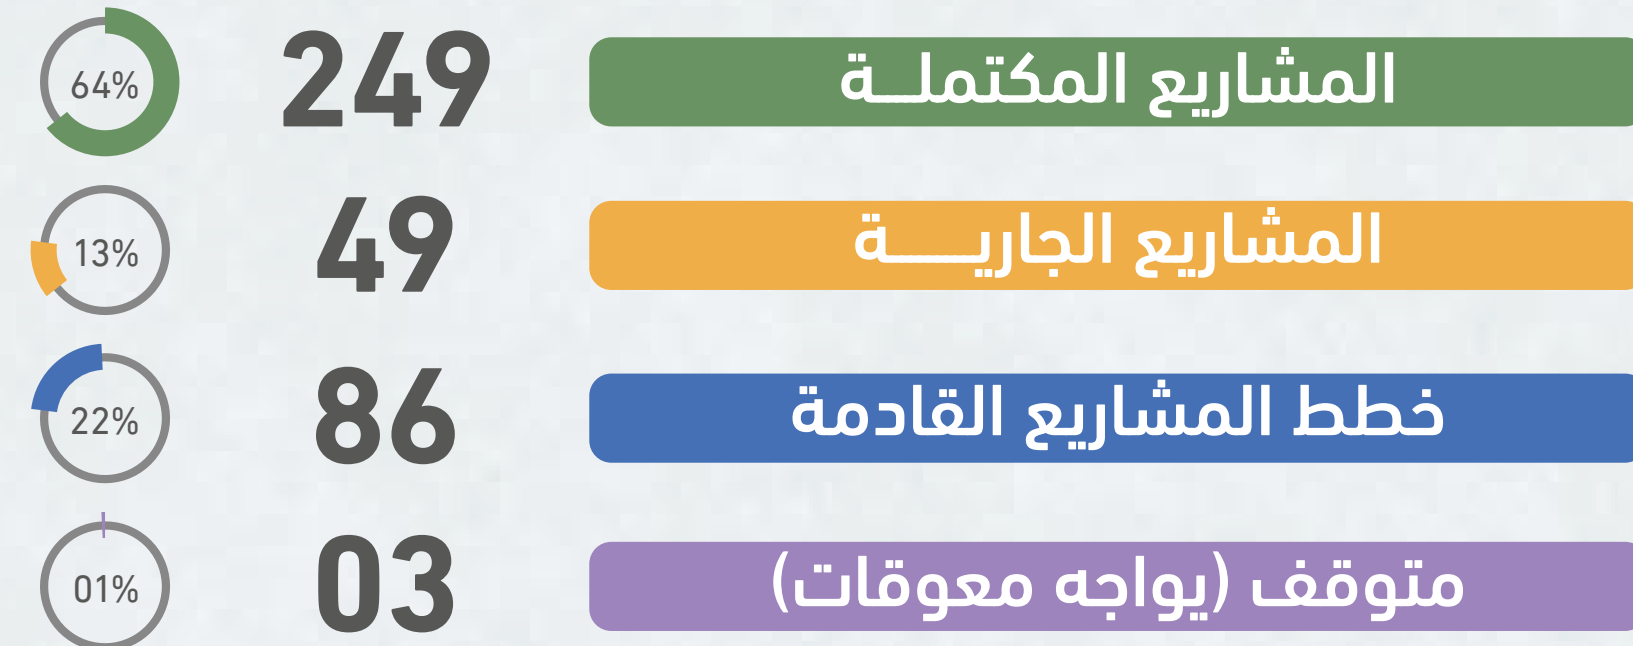 المشاريع المكتملــة 249 64%
المشاريع الجاريـــــة 49 13%
خطط المشاريع القادمة 86 22%
متوقف (يواجه معوقات) 03 01%